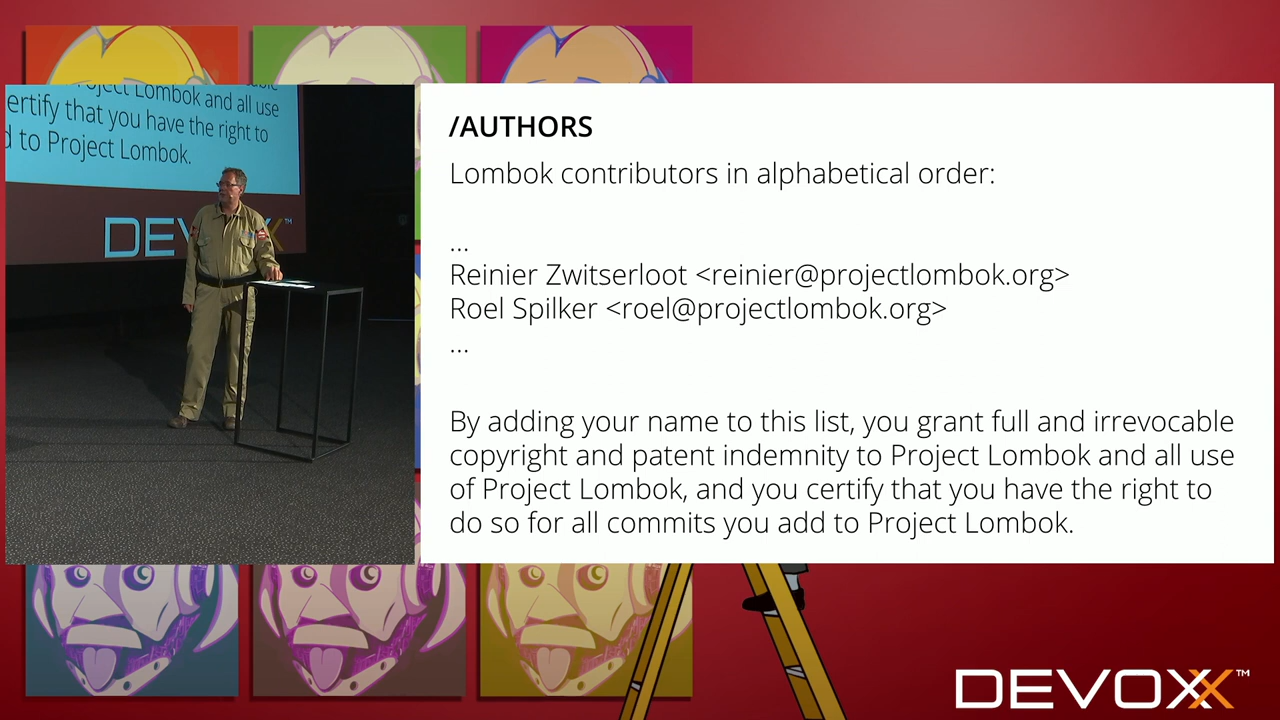 ject Lombok and all use
ertify that you have the right to
d to Project Lombok.
DEV
/AUTHORS
Lombok contributors in alphabetical order:
...
Reinier Zwitserloot <reinier@projectlombok.org>
Roel Spilker <roel@projectlombok.org>
...
By adding your name to this list, you grant full and irrevocable
copyright and patent indemnity to Project Lombok and all use
of Project Lombok, and you certify that you have the right to
do so for all commits you add to Project Lombok.
DEVOXX™